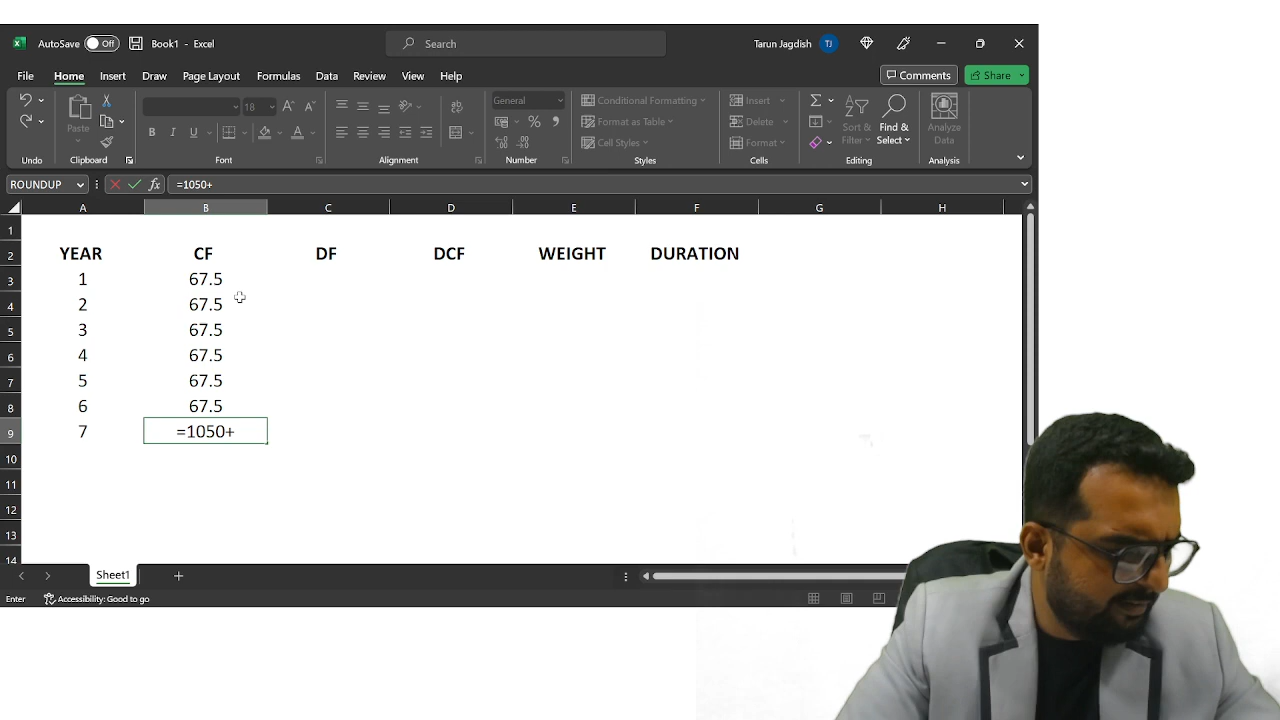 AutoSave Off Book1 - Excel Search Tarun Jagdish TJ
File Home Insert Draw Page Layout Formulas Data Review View Help Comments Share
Paste 18 General Conditional Formatting Insert Sort & Find & Analyze
Format as Table Delete Filter Select Data
Cell Styles Format
Undo Clipboard Font Alignment Number Styles Cells Editing Analysis
ROUNDUP fx =1050+
A B C D E F G H
1
2 YEAR CF DF DCF WEIGHT DURATION
3 1 67.5
4 2 67.5
5 3 67.5
6 4 67.5
7 5 67.5
8 6 67.5
9 7 =1050+
10
11
12
13
14
Sheet1
Enter Accessibility: Good to go